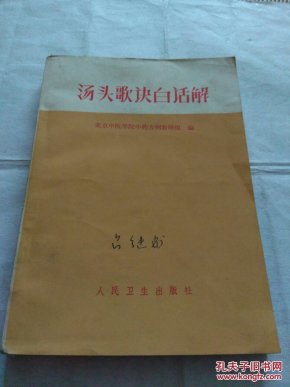 汤头歌诀白话解
北京中医学院中药方剂教研组 编
人民卫生出版社
孔夫子旧书网